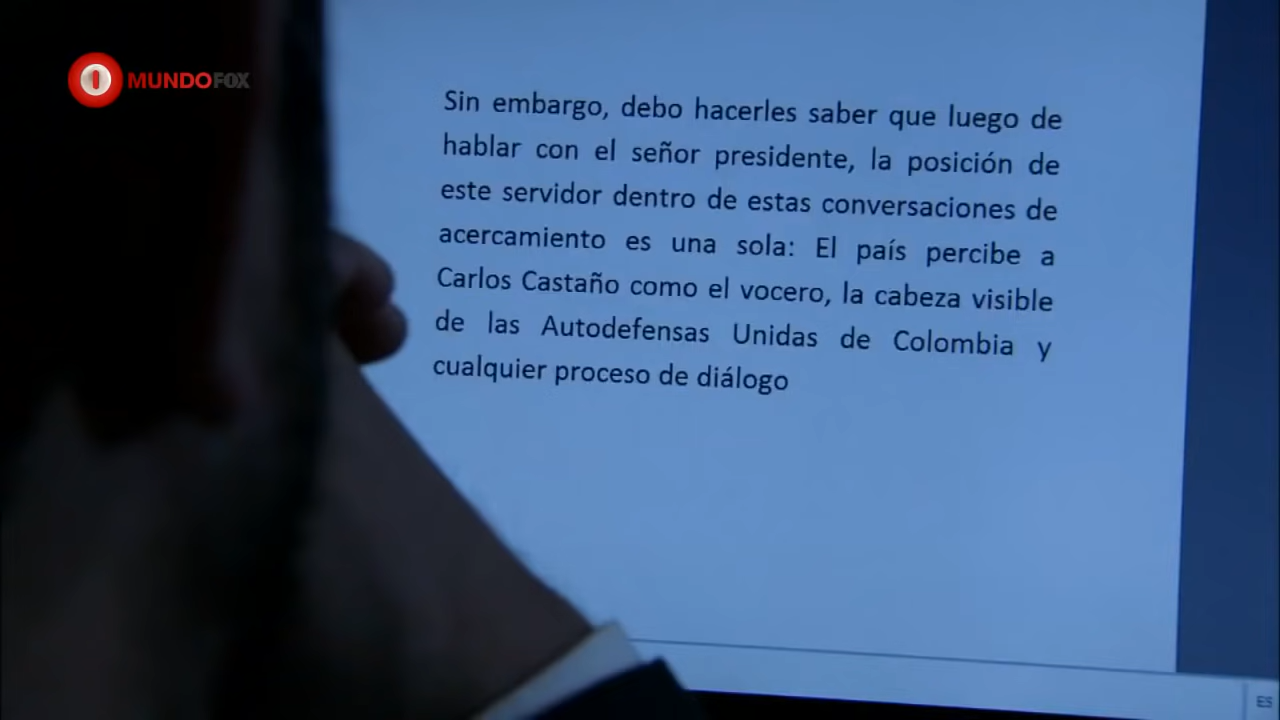 MUNDOFOX
Sin embargo, debo hacerles saber que luego de
hablar con el señor presidente, la posición de
este servidor dentro de estas conversaciones de
acercamiento es una sola: El país percibe a
Carlos Castaño como el vocero, la cabeza visible
de las Autodefensas Unidas de Colombia y
cualquier proceso de diálogo
ES